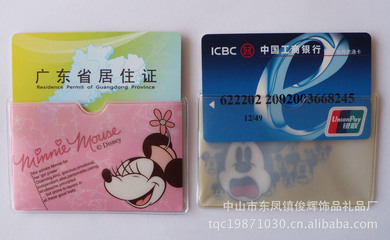 广东省居住证
Residence Permit of Guangdong Province
Minnie Mouse
© Disney
ICBC 中国工商银行
622202 2002003668245
12/49
UnionPay
银联
中山市东凤镇俊辉饰品礼品厂
tqc19871030.cn.alibaba.com